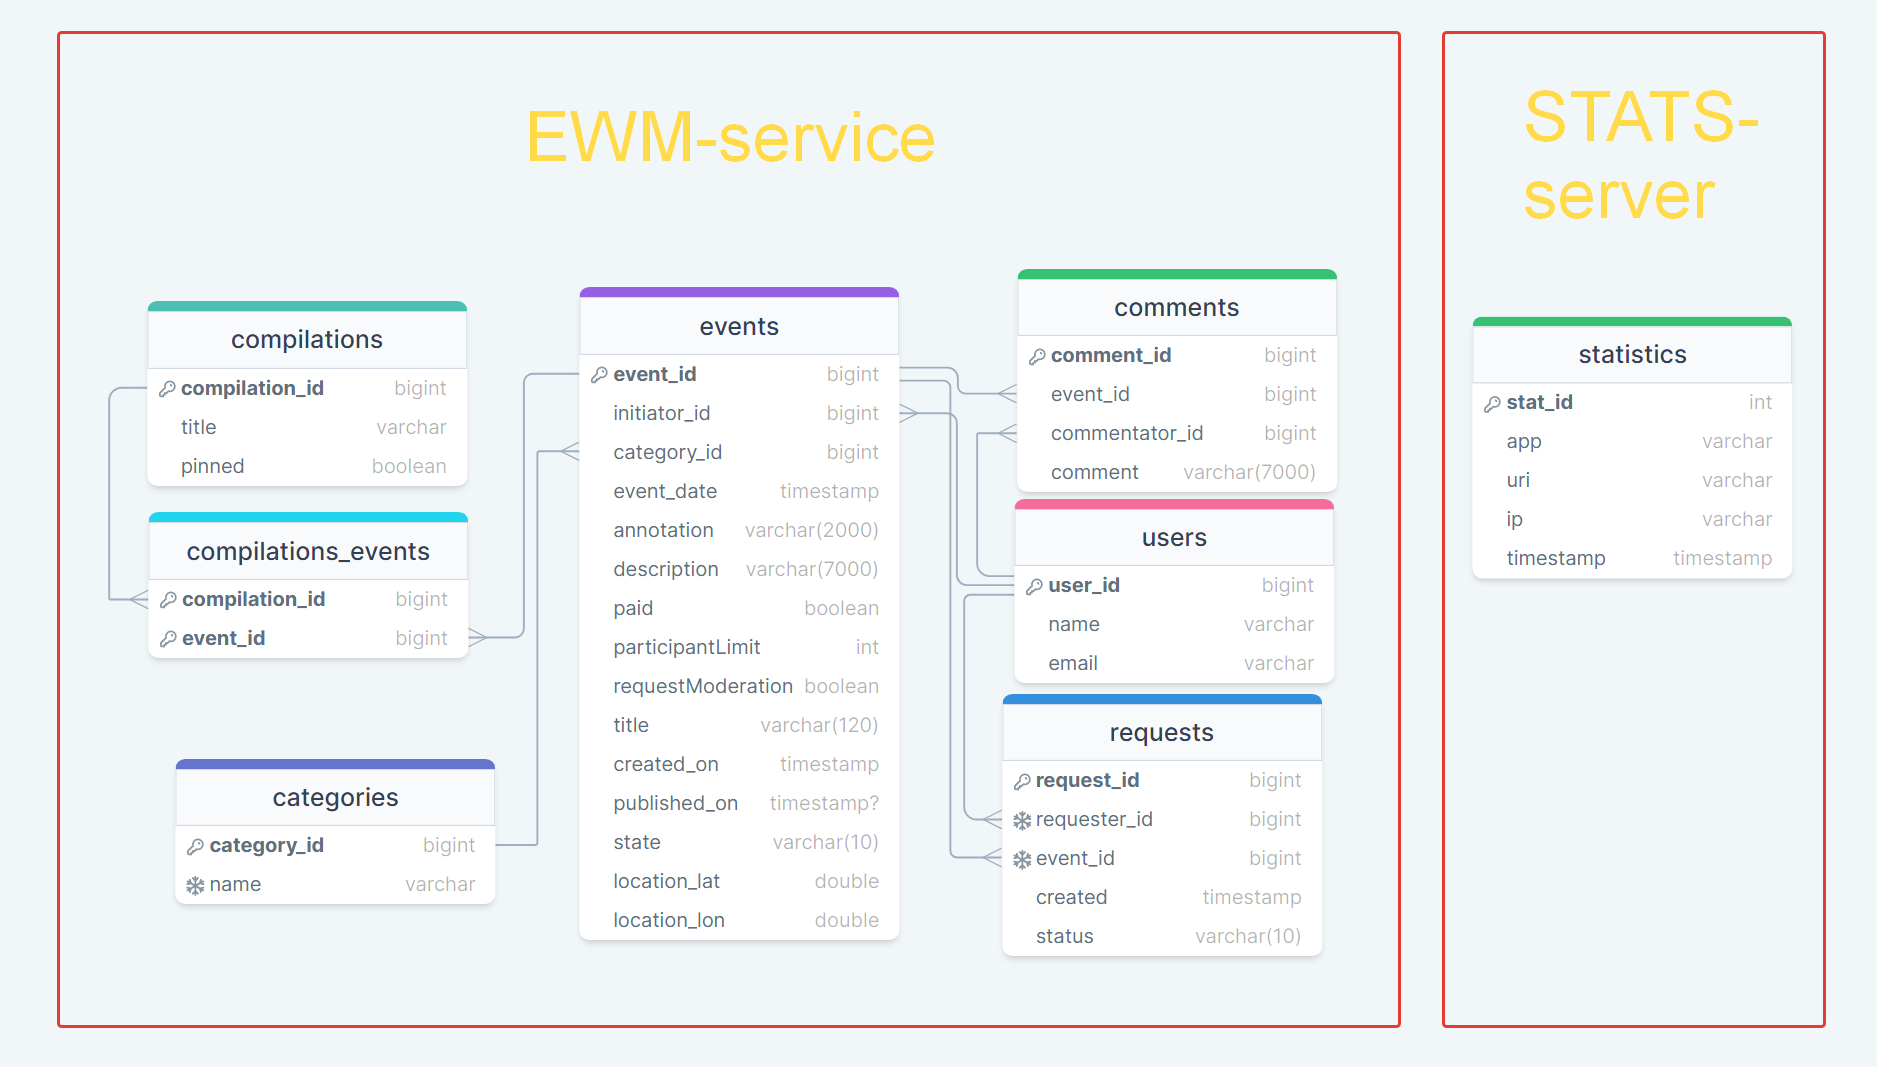 EWM-service
STATS-
server
compilations
compilation_id bigint
title varchar
pinned boolean
compilations_events
compilation_id bigint
event_id bigint
categories
category_id bigint
name varchar
events
event_id bigint
initiator_id bigint
category_id bigint
event_date timestamp
annotation varchar(2000)
description varchar(7000)
paid boolean
participantLimit int
requestModeration boolean
title varchar(120)
created_on timestamp
published_on timestamp?
state varchar(10)
location_lat double
location_lon double
comments
comment_id bigint
event_id bigint
commentator_id bigint
comment varchar(7000)
users
user_id bigint
name varchar
email varchar
requests
request_id bigint
requester_id bigint
event_id bigint
created timestamp
status varchar(10)
statistics
stat_id int
app varchar
uri varchar
ip varchar
timestamp timestamp